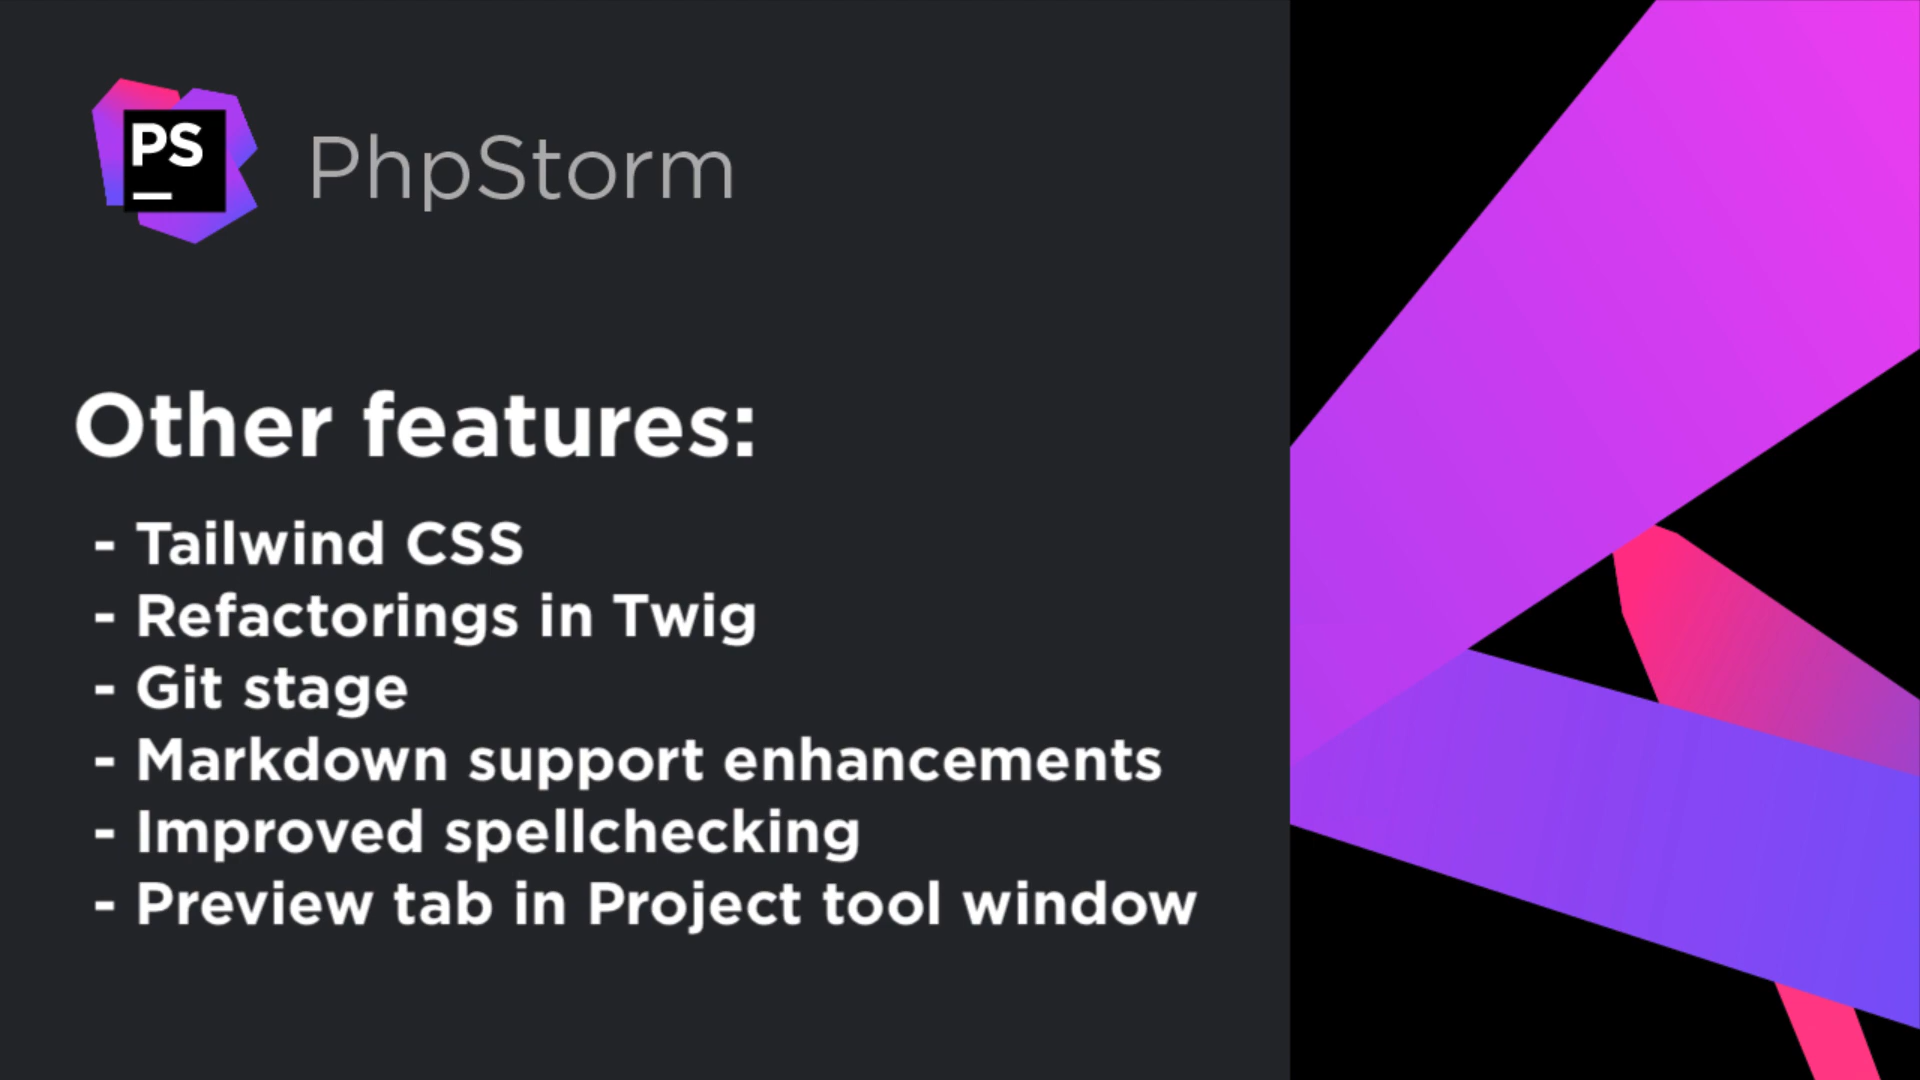 PS
PhpStorm
Other features:
- Tailwind CSS
- Refactorings in Twig
- Git stage
- Markdown support enhancements
- Improved spellchecking
- Preview tab in Project tool window